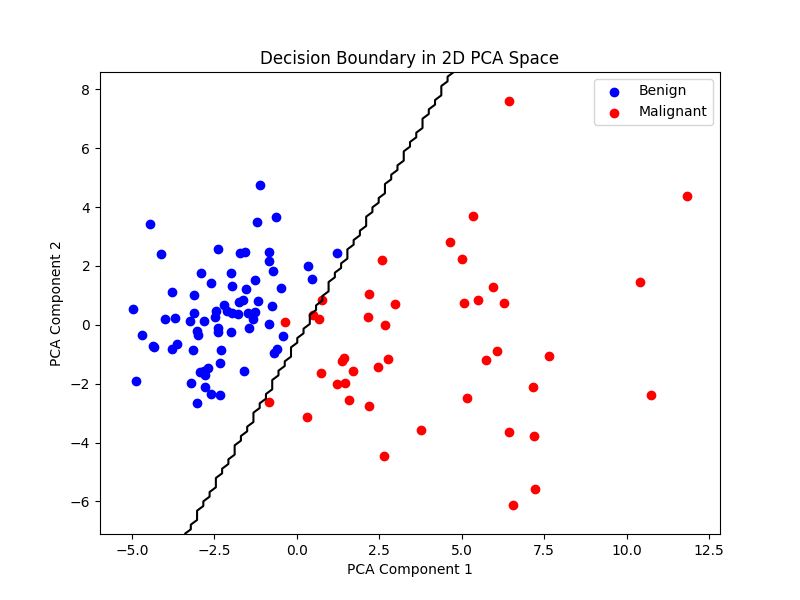 Decision Boundary in 2D PCA Space
Benign
Malignant
PCA Component 2
8
6
4
2
0
−2
−4
−6
−5.0 −2.5 0.0 2.5 5.0 7.5 10.0 12.5
PCA Component 1